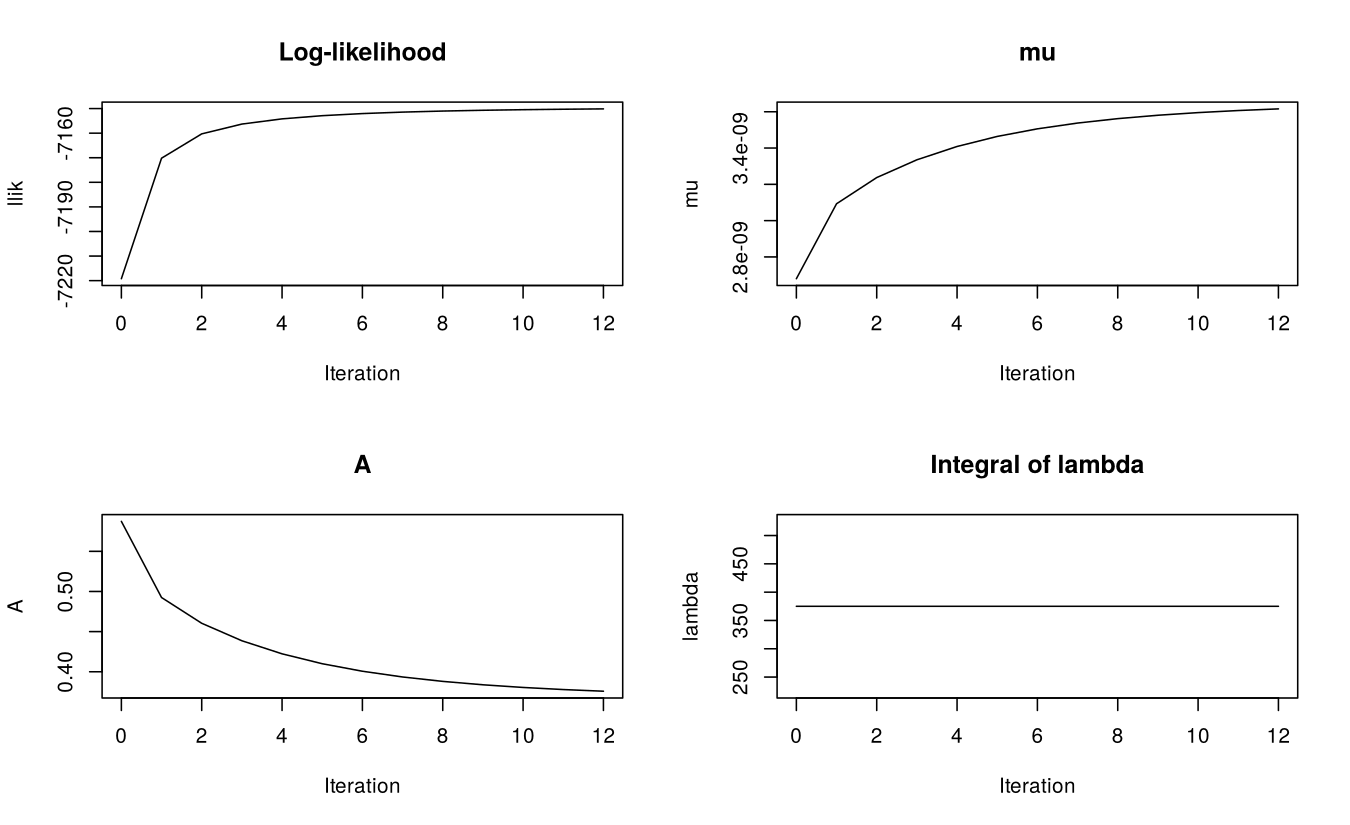 Log-likelihood
llik
-7160
-7190
-7220
0 2 4 6 8 10 12
Iteration
mu
mu
3.4e-09
2.8e-09
0 2 4 6 8 10 12
Iteration
A
A
0.50
0.40
0 2 4 6 8 10 12
Iteration
Integral of lambda
lambda
450
350
250
0 2 4 6 8 10 12
Iteration